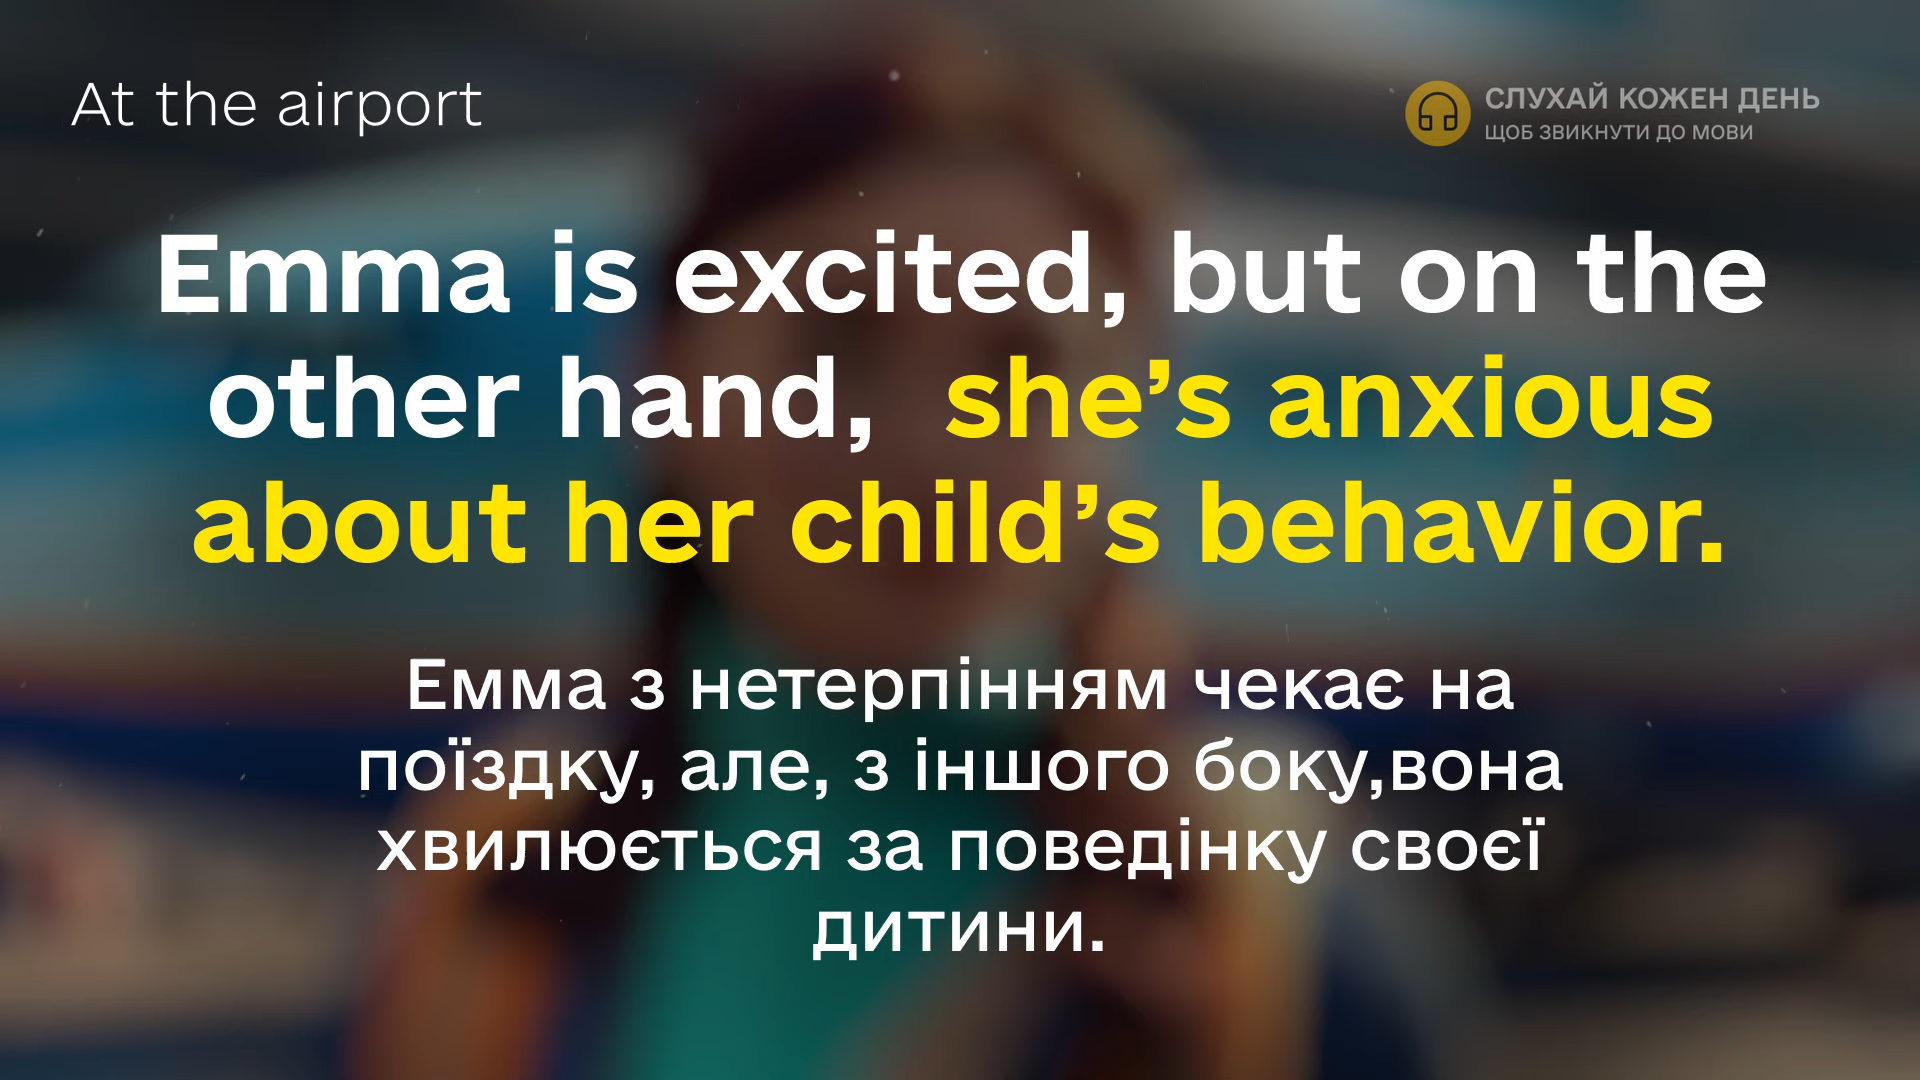 At the airport
СЛУХАЙ КОЖЕН ДЕНЬ
ЩОБ ЗВИКНУТИ ДО МОВИ
Emma is excited, but on the
other hand, she’s anxious
about her child’s behavior.
Емма з нетерпінням чекає на
поїздку, але, з іншого боку,вона
хвилюється за поведінку своєї
дитини.